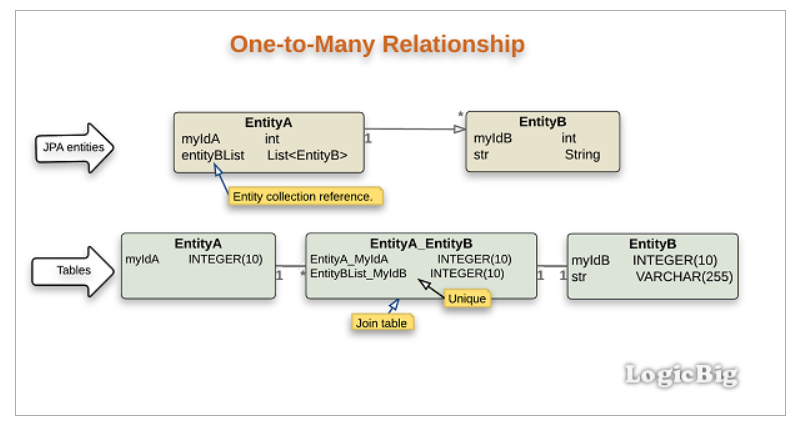 One-to-Many Relationship
JPA entities
EntityA
myIdA int
entityBList List<EntityB>
1
*
EntityB
myIdB int
str String
Entity collection reference.
Tables
EntityA
myIdA INTEGER(10)
1
*
EntityA_EntityB
EntityA_MyIdA INTEGER(10)
EntityBList_MyIdB INTEGER(10)
1
1
EntityB
myIdB INTEGER(10)
str VARCHAR(255)
Unique
Join table
LogicBig